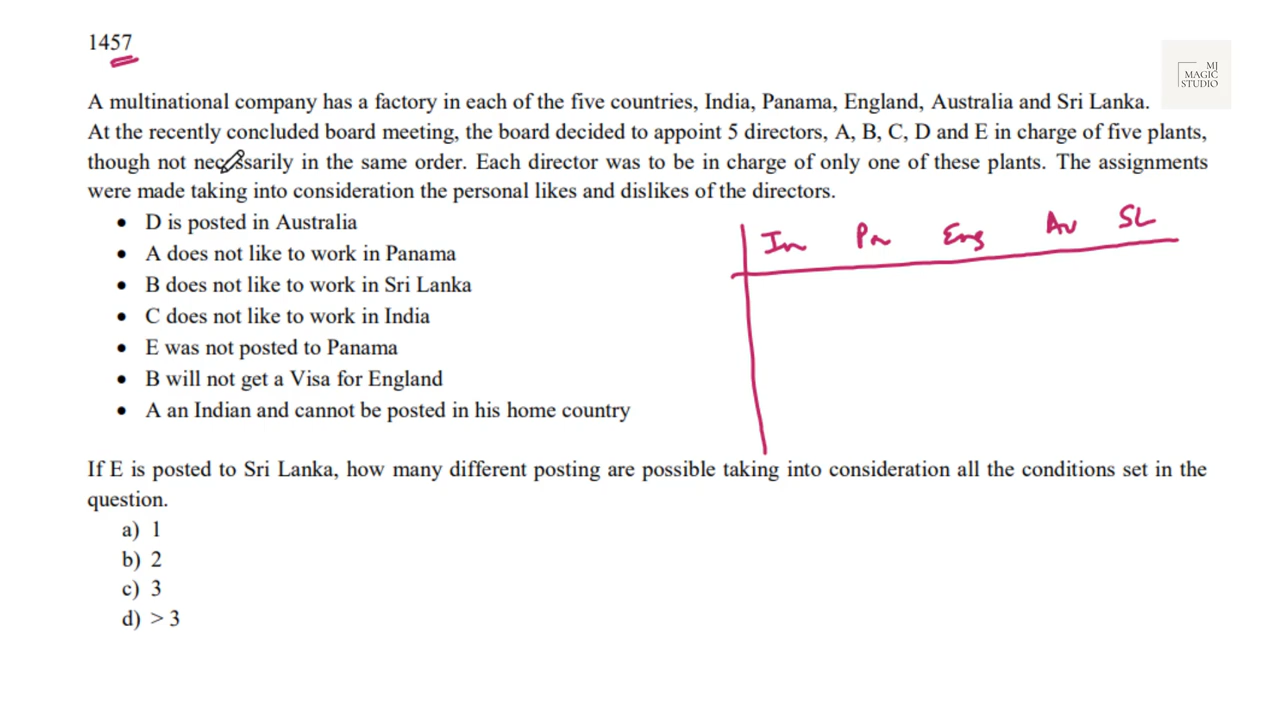 1457
MJ
MAGIC
STUDIO
A multinational company has a factory in each of the five countries, India, Panama, England, Australia and Sri Lanka.
At the recently concluded board meeting, the board decided to appoint 5 directors, A, B, C, D and E in charge of five plants,
though not necessarily in the same order. Each director was to be in charge of only one of these plants. The assignments
were made taking into consideration the personal likes and dislikes of the directors.
• D is posted in Australia
• A does not like to work in Panama
• B does not like to work in Sri Lanka
• C does not like to work in India
• E was not posted to Panama
• B will not get a Visa for England
• A an Indian and cannot be posted in his home country
In Pn Eng Au SL
If E is posted to Sri Lanka, how many different posting are possible taking into consideration all the conditions set in the
question.
a) 1
b) 2
c) 3
d) > 3